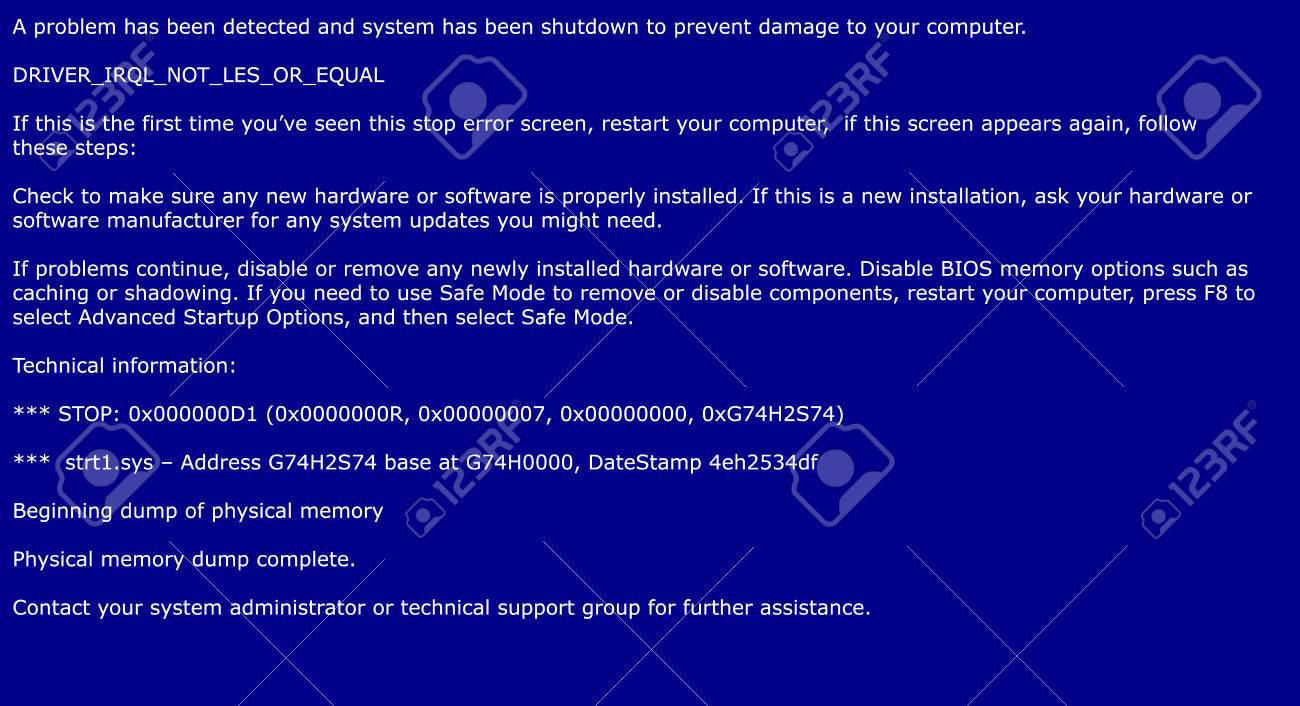 A problem has been detected and system has been shutdown to prevent damage to your computer.
DRIVER_IRQL_NOT_LES_OR_EQUAL
If this is the first time you’ve seen this stop error screen, restart your computer,  if this screen appears again, follow
these steps:
Check to make sure any new hardware or software is properly installed. If this is a new installation, ask your hardware or
software manufacturer for any system updates you might need.
If problems continue, disable or remove any newly installed hardware or software. Disable BIOS memory options such as
caching or shadowing. If you need to use Safe Mode to remove or disable components, restart your computer, press F8 to
select Advanced Startup Options, and then select Safe Mode.
Technical information:
*** STOP: 0x000000D1 (0x0000000R, 0x00000007, 0x00000000, 0xG74H2S74)
***  strt1.sys – Address G74H2S74 base at G74H0000, DateStamp 4eh2534df
Beginning dump of physical memory
Physical memory dump complete.
Contact your system administrator or technical support group for further assistance.
123RF®
123RF®
123RF®
123RF®